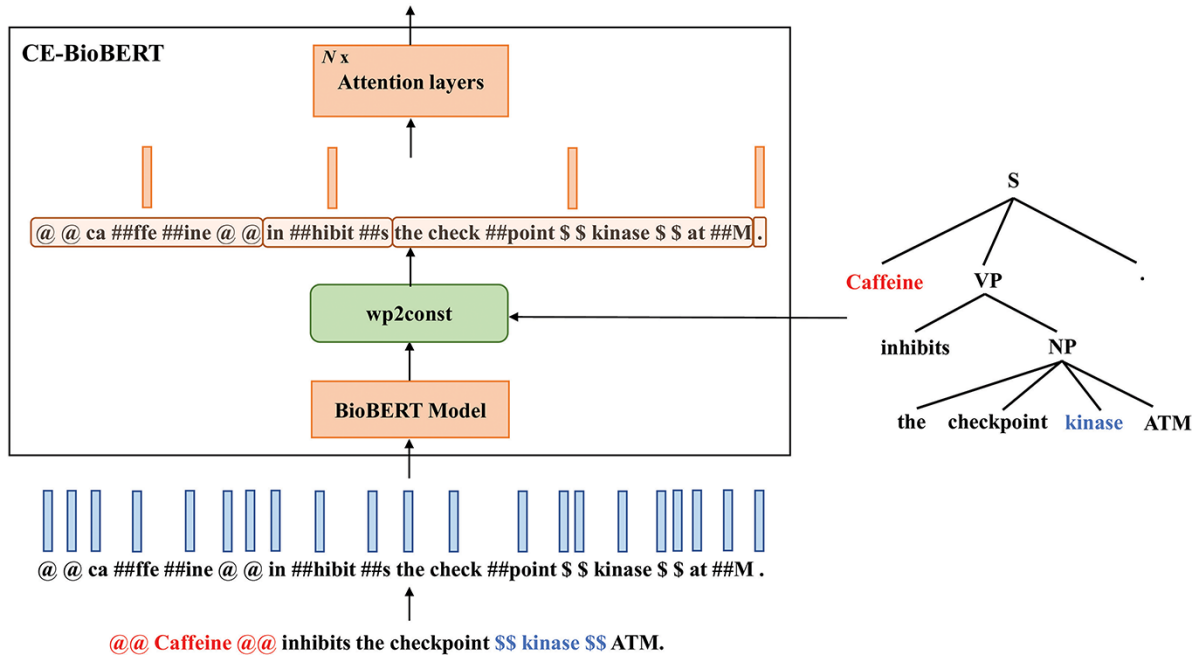 CE-BioBERT
N x
Attention layers
@ @ ca ##ffe ##ine @ @ in ##hibit ##s the check ##point $ $ kinase $ $ at ##M .
wp2const
BioBERT Model
@ @ ca ##ffe ##ine @ @ in ##hibit ##s the check ##point $ $ kinase $ $ at ##M .
@@ Caffeine @@ inhibits the checkpoint $$ kinase $$ ATM.
S
Caffeine VP .
inhibits NP
the checkpoint kinase ATM